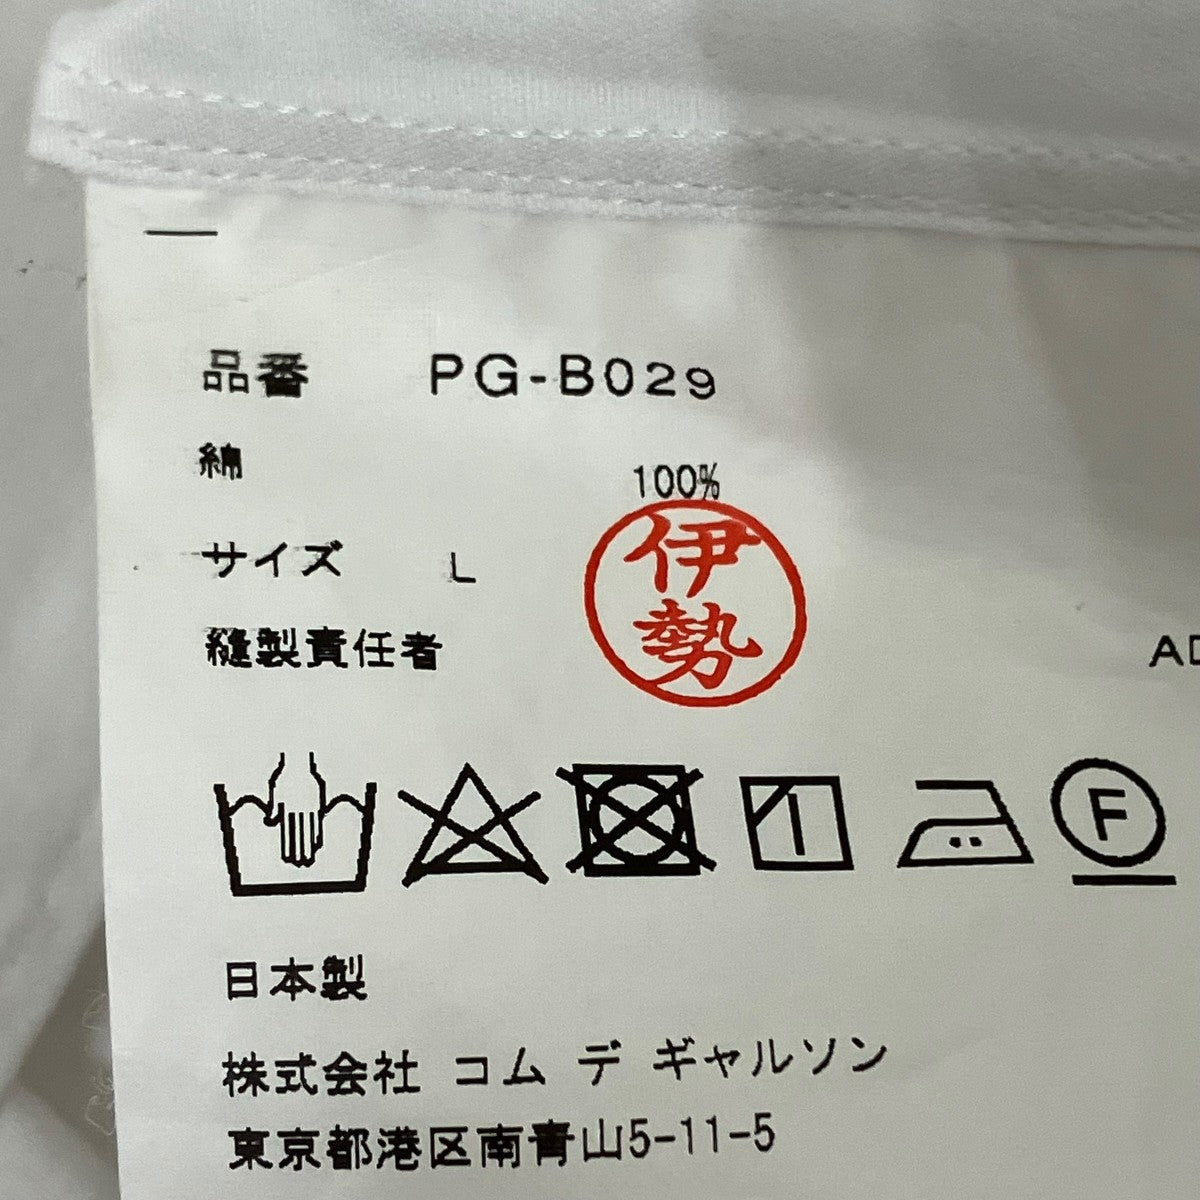 品番 PG-B029
綿 100%
サイズ L
伊勢
縫製責任者 AD
F
日本製
株式会社 コム デ ギャルソン
東京都港区南青山5-11-5